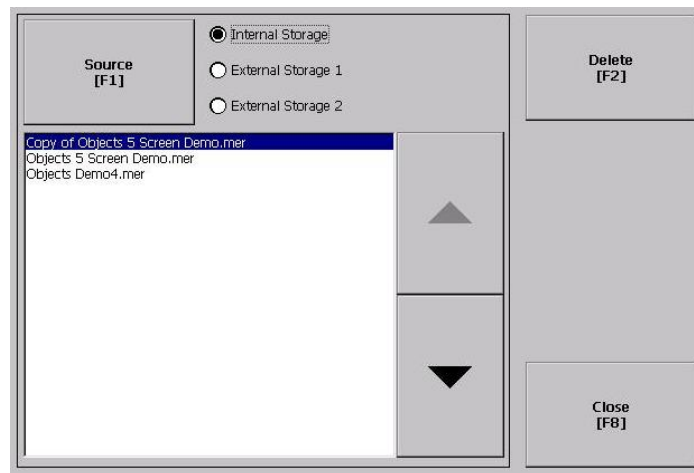 Source
[F1]
Internal Storage
External Storage 1
External Storage 2
Delete
[F2]
Copy of Objects 5 Screen Demo.mer
Objects 5 Screen Demo.mer
Objects Demo4.mer
Close
[F8]